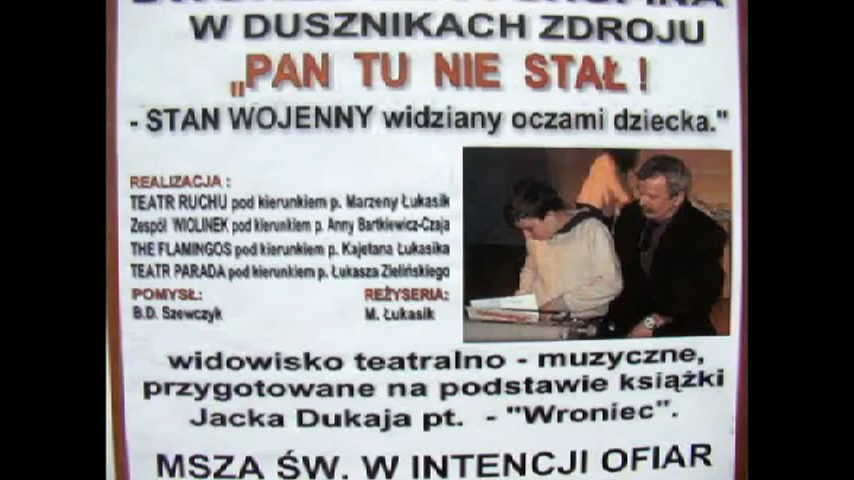 W DUSZNIKACH ZDROJU
„PAN TU NIE STAŁ!
- STAN WOJENNY widziany oczami dziecka."
REALIZACJA :
TEATR RUCHU pod kierunkiem p. Marzeny Łukasik
Zespół WIOLINEK pod kierunkiem p. Anny Bartkiewicz-Czaja
THE FLAMINGOS pod kierunkiem p. Kajetana Łukasika
TEATR PARADA pod kierunkiem p. Łukasza Zielińskiego
POMYSŁ: REŻYSERIA:
B.D. Szewczyk M. Łukasik
widowisko teatralno - muzyczne,
przygotowane na podstawie książki
Jacka Dukaja pt. - "Wroniec".
MSZA ŚW. W INTENCJI OFIAR